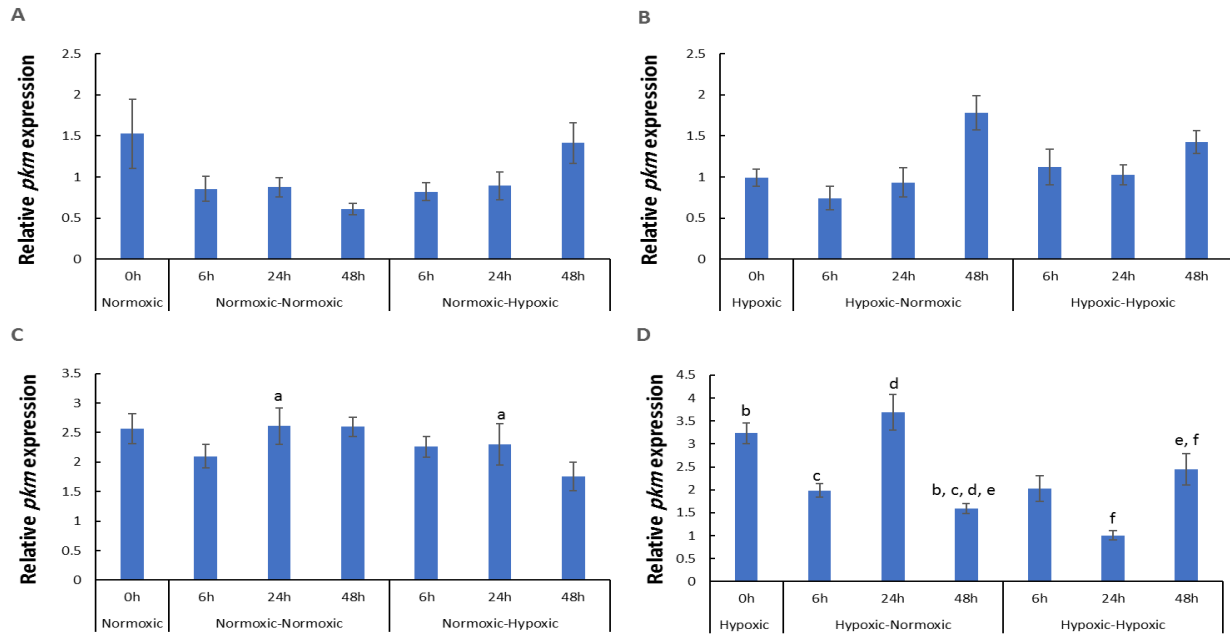 A
Relative pkm expression
2.5
2
1.5
1
0.5
0
0h 6h 24h 48h 6h 24h 48h
Normoxic Normoxic-Normoxic Normoxic-Hypoxic
B
Relative pkm expression
2.5
2
1.5
1
0.5
0
0h 6h 24h 48h 6h 24h 48h
Hypoxic Hypoxic-Normoxic Hypoxic-Hypoxic
C
Relative pkm expression
3.5
3
2.5
2
1.5
1
0.5
0
a a
0h 6h 24h 48h 6h 24h 48h
Normoxic Normoxic-Normoxic Normoxic-Hypoxic
D
Relative pkm expression
4.5
4
3.5
3
2.5
2
1.5
1
0.5
0
b c d b, c, d, e f e, f
0h 6h 24h 48h 6h 24h 48h
Hypoxic Hypoxic-Normoxic Hypoxic-Hypoxic